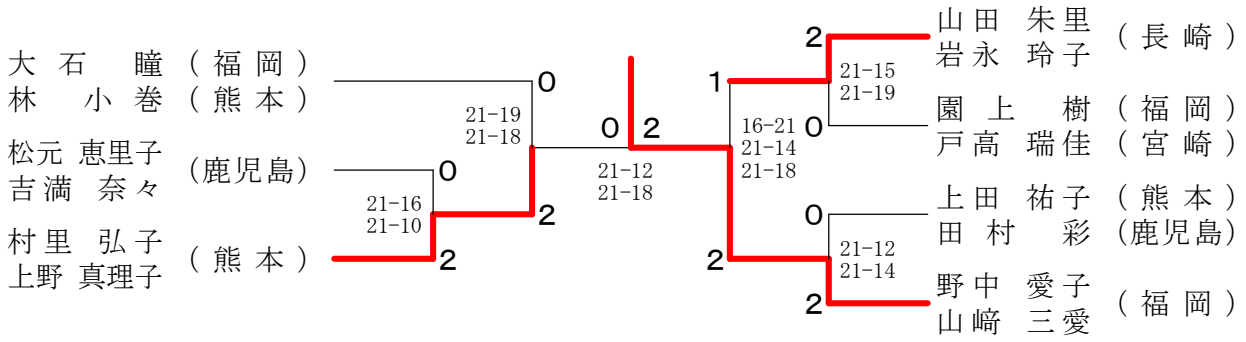 大石 瞳 (福岡)
林 小巻 (熊本)
松元 恵里子
吉満 奈々
(鹿児島)
村里 弘子
上野 真理子
(熊本)
0
21-19
21-18
0
21-16
21-10
2
2
0 2
21-12
21-18
1
16-21
21-14
21-18
2
2
21-15
21-19
0
0
21-12
21-14
2
山田 朱里
岩永 玲子
(長崎)
園上 樹 (福岡)
戸高 瑞佳 (宮崎)
上田 祐子 (熊本)
田村 彩 (鹿児島)
野中 愛子
山﨑 三愛
(福岡)